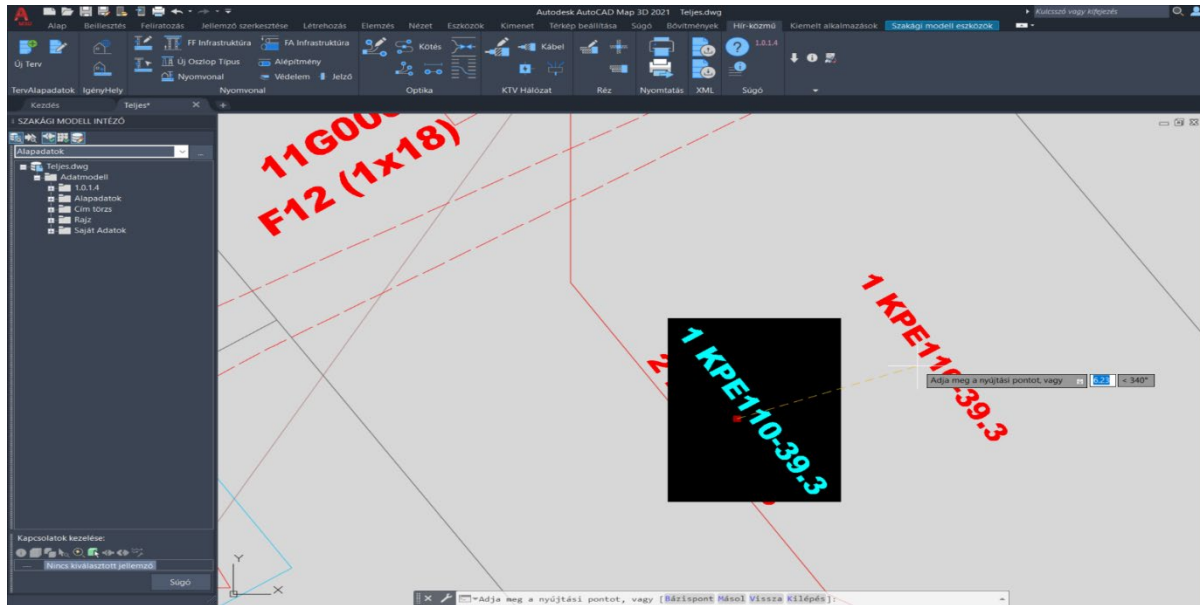 Autodesk AutoCAD Map 3D 2021 Teljes.dwg
Kulcsszó vagy kifejezés
Alap Beillesztés Feliratozás Jellemző szerkesztése Létrehozás Elemzés Nézet Eszközök Kimenet Térkép beállítása Súgó Bővítmények Hír-közmű Kiemelt alkalmazások Szakági modell eszközök
FF Infrastruktúra FA Infrastruktúra Kötés Kábel 1.0.1.4
Új Terv Új Oszlop Típus Alépítmény
Nyomvonal Védelem Jelző
TervAlapadatok IgényHely Nyomvonal Optika KTV Hálózat Réz Nyomtatás XML Súgó
Kezdés Teljes*
SZAKÁGI MODELL INTÉZŐ
Alapadatok
Teljes.dwg
Adatmodell
1.0.1.4
Alapadatok
Cím törzs
Rajz
Saját Adatok
F12 (1x18)
1 KPE110-39.3
1 KPE110-39.3
Adja meg a nyújtási pontot, vagy 6.23 < 340°
Kapcsolatok kezelése:
Nincs kiválasztott jellemző
Súgó
Y
X
Adja meg a nyújtási pontot, vagy [Bázispont Másol Vissza Kilépés]: